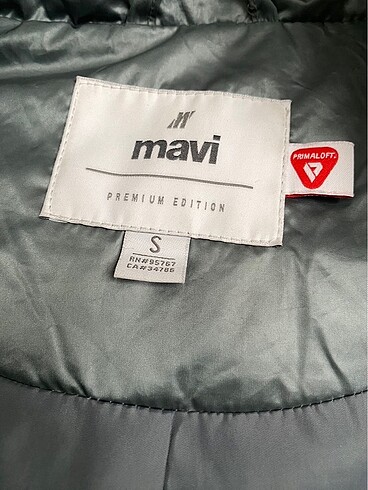 mavi
PREMIUM EDITION
PRIMALOFT.
S
RN#95767
CA#34786